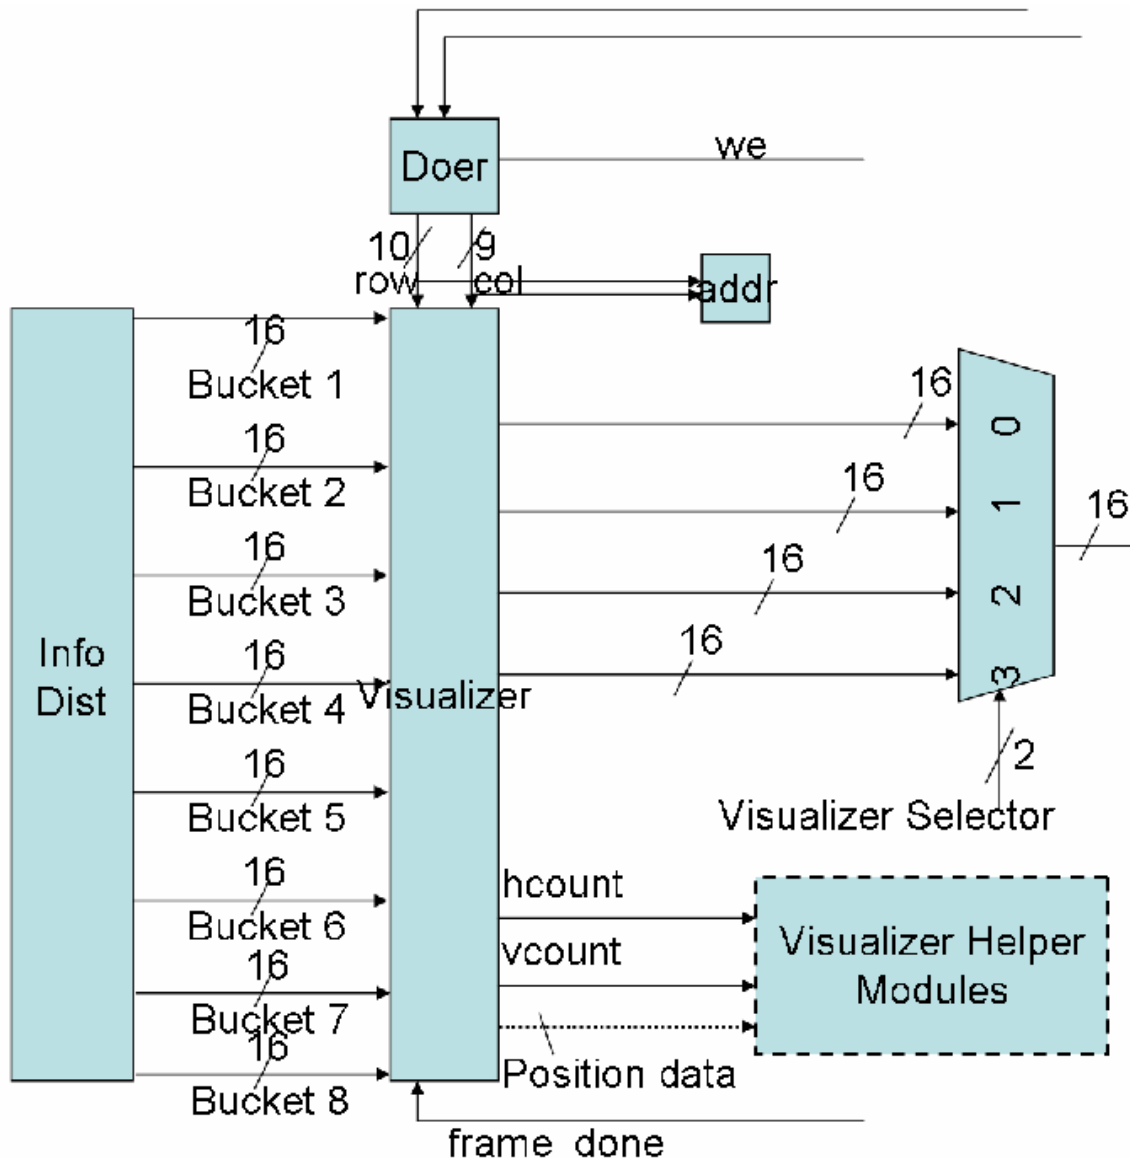 we
Doer
10
9
row
col
addr
16
Bucket 1
16
0
16
Bucket 2
16
1
16
16
Bucket 3
16
2
16
Bucket 4
16
3
Info
Dist
Visualizer
2
16
Bucket 5
Visualizer Selector
16
Bucket 6
hcount
vcount
Visualizer Helper
Modules
16
Bucket 7
16
Bucket 8
Position data
frame_done